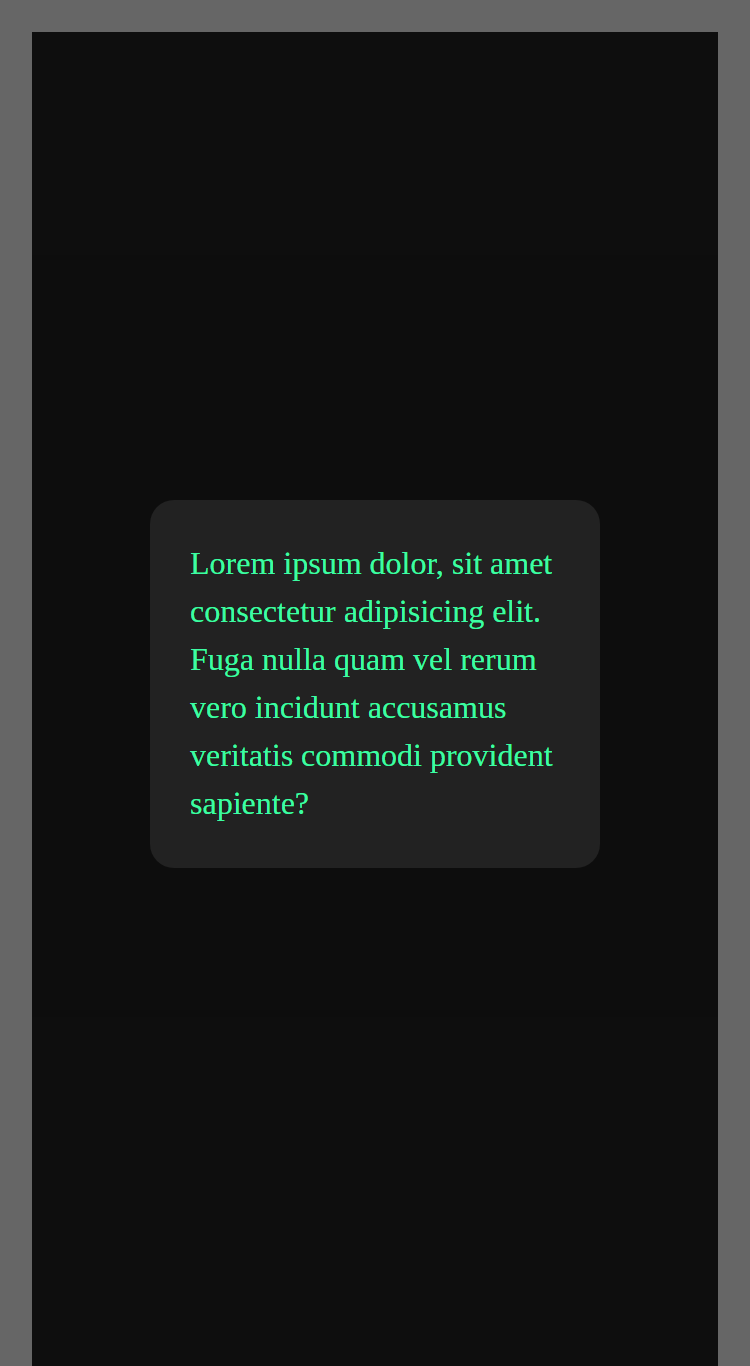 Lorem ipsum dolor, sit amet
consectetur adipisicing elit.
Fuga nulla quam vel rerum
vero incidunt accusamus
veritatis commodi provident
sapiente?